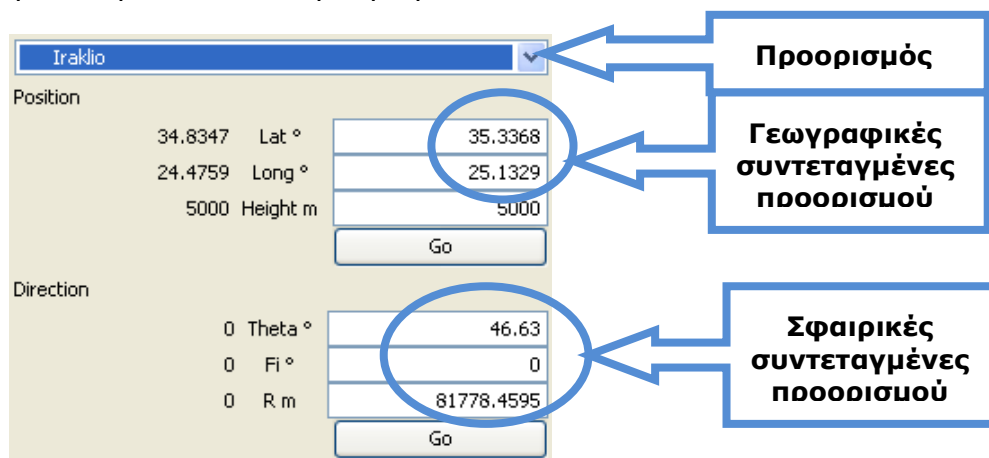 Iraklio
Προορισμός
Position
34.8347 Lat ° 35.3368
24.4759 Long ° 25.1329
5000 Height m 5000
Go
Γεωγραφικές
συντεταγμένες
προορισμού
Direction
0 Theta ° 46.63
0 Fi ° 0
0 R m 81778.4595
Go
Σφαιρικές
συντεταγμένες
προορισμού